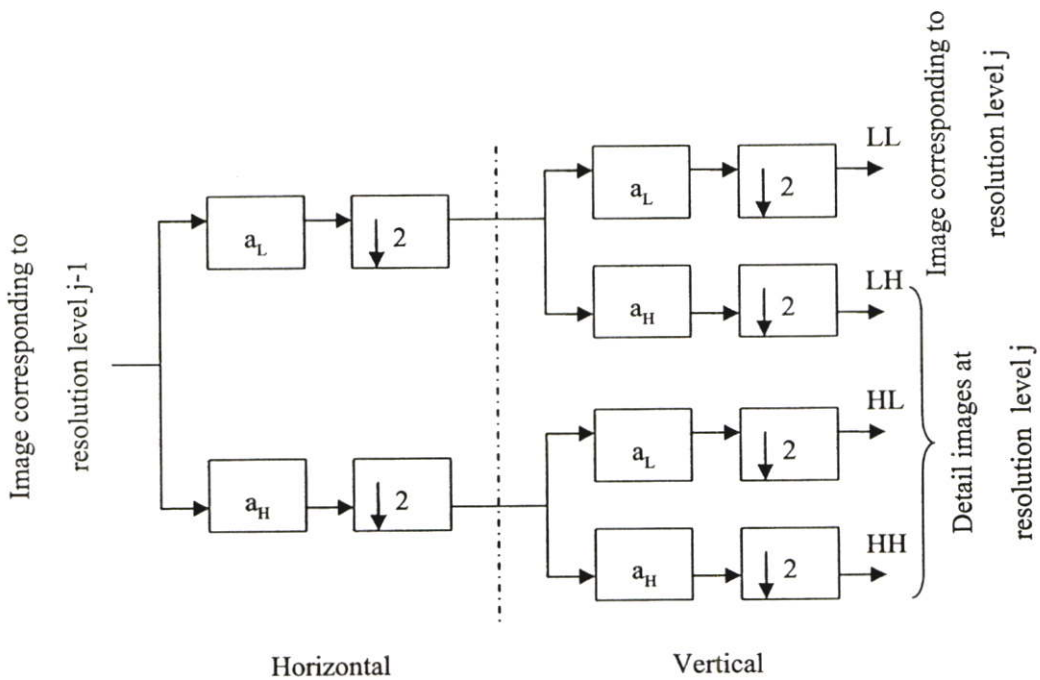 Image corresponding to
resolution level j-1
a_L
↓ 2
a_H
↓ 2
a_L
↓ 2
LL
a_H
↓ 2
LH
a_L
↓ 2
HL
a_H
↓ 2
HH
Image corresponding to
resolution level j
Detail images at
resolution level j
Horizontal
Vertical